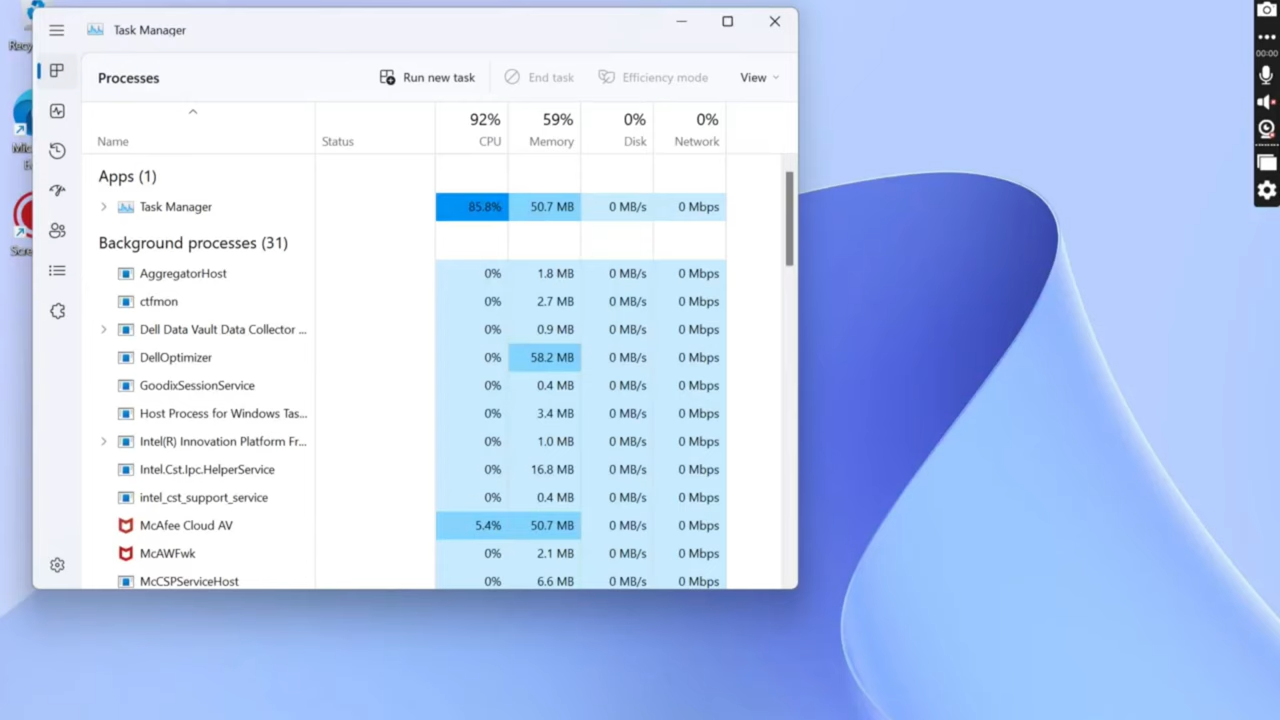 Task Manager
Processes
Run new task
End task
Efficiency mode
View
92% 59% 0% 0%
Name Status CPU Memory Disk Network
Apps (1)
Task Manager 85.8% 50.7 MB 0 MB/s 0 Mbps
Background processes (31)
AggregatorHost 0% 1.8 MB 0 MB/s 0 Mbps
ctfmon 0% 2.7 MB 0 MB/s 0 Mbps
Dell Data Vault Data Collector ... 0% 0.9 MB 0 MB/s 0 Mbps
DellOptimizer 0% 58.2 MB 0 MB/s 0 Mbps
GoodixSessionService 0% 0.4 MB 0 MB/s 0 Mbps
Host Process for Windows Tas... 0% 3.4 MB 0 MB/s 0 Mbps
Intel(R) Innovation Platform Fr... 0% 1.0 MB 0 MB/s 0 Mbps
Intel.Cst.Ipc.HelperService 0% 16.8 MB 0 MB/s 0 Mbps
intel_cst_support_service 0% 0.4 MB 0 MB/s 0 Mbps
McAfee Cloud AV 5.4% 50.7 MB 0 MB/s 0 Mbps
McAWFwk 0% 2.1 MB 0 MB/s 0 Mbps
McCSPServiceHost 0% 6.6 MB 0 MB/s 0 Mbps
00:00